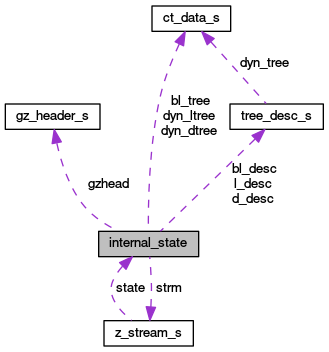 ct_data_s
dyn_tree
bl_tree
dyn_ltree
dyn_dtree
gz_header_s
tree_desc_s
bl_desc
l_desc
d_desc
gzhead
internal_state
state
strm
z_stream_s